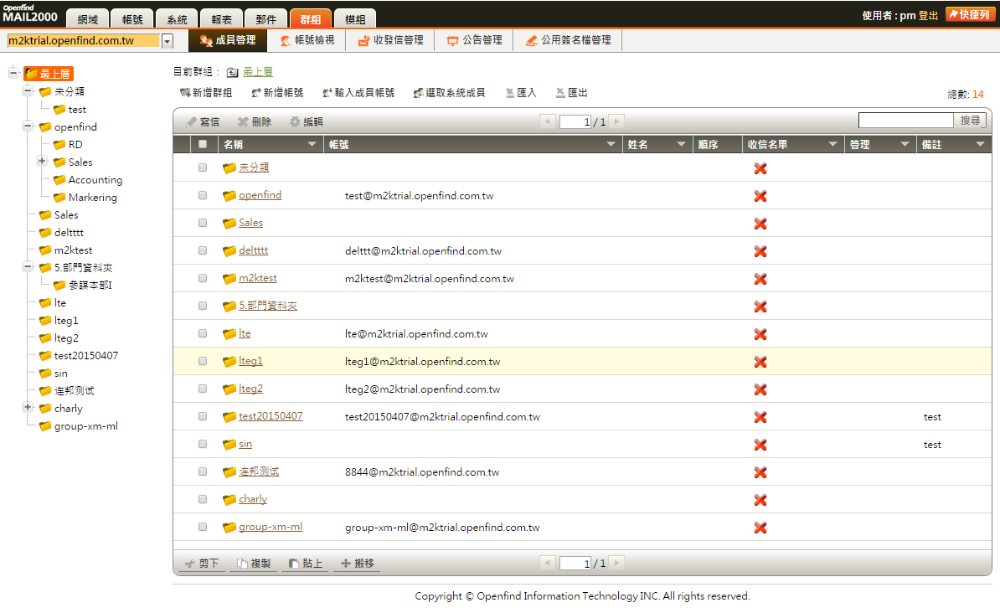 Openfind
MAIL2000
網域 帳號 系統 報表 郵件 群組 模組
使用者 : pm 登出 快捷列
m2ktrial.openfind.com.tw
成員管理 帳號檢視 收發信管理 公告管理 公用簽名檔管理
最上層
未分類
test
openfind
RD
Sales
Accounting
Markering
Sales
deltttt
m2ktest
5.部門資料夾
參謀本部I
lte
lteg1
lteg2
test20150407
sin
连邦测试
charly
group-xm-ml
目前群組 : 最上層
新增群組 新增帳號 輸入成員帳號 選取系統成員 匯入 匯出
總數: 14
寫信 刪除 編輯 1 / 1 搜尋
名稱 帳號 姓名 順序 收信名單 管理 備註
未分類
openfind test@m2ktrial.openfind.com.tw
Sales
deltttt delttt@m2ktrial.openfind.com.tw
m2ktest m2ktest@m2ktrial.openfind.com.tw
5.部門資料夾
lte lte@m2ktrial.openfind.com.tw
lteg1 lteg1@m2ktrial.openfind.com.tw
lteg2 lteg2@m2ktrial.openfind.com.tw
test20150407 test20150407@m2ktrial.openfind.com.tw test
sin test
连邦测试 8844@m2ktrial.openfind.com.tw
charly
group-xm-ml group-xm-ml@m2ktrial.openfind.com.tw
剪下 複製 貼上 搬移 1 / 1
Copyright © Openfind Information Technology INC. All rights reserved.